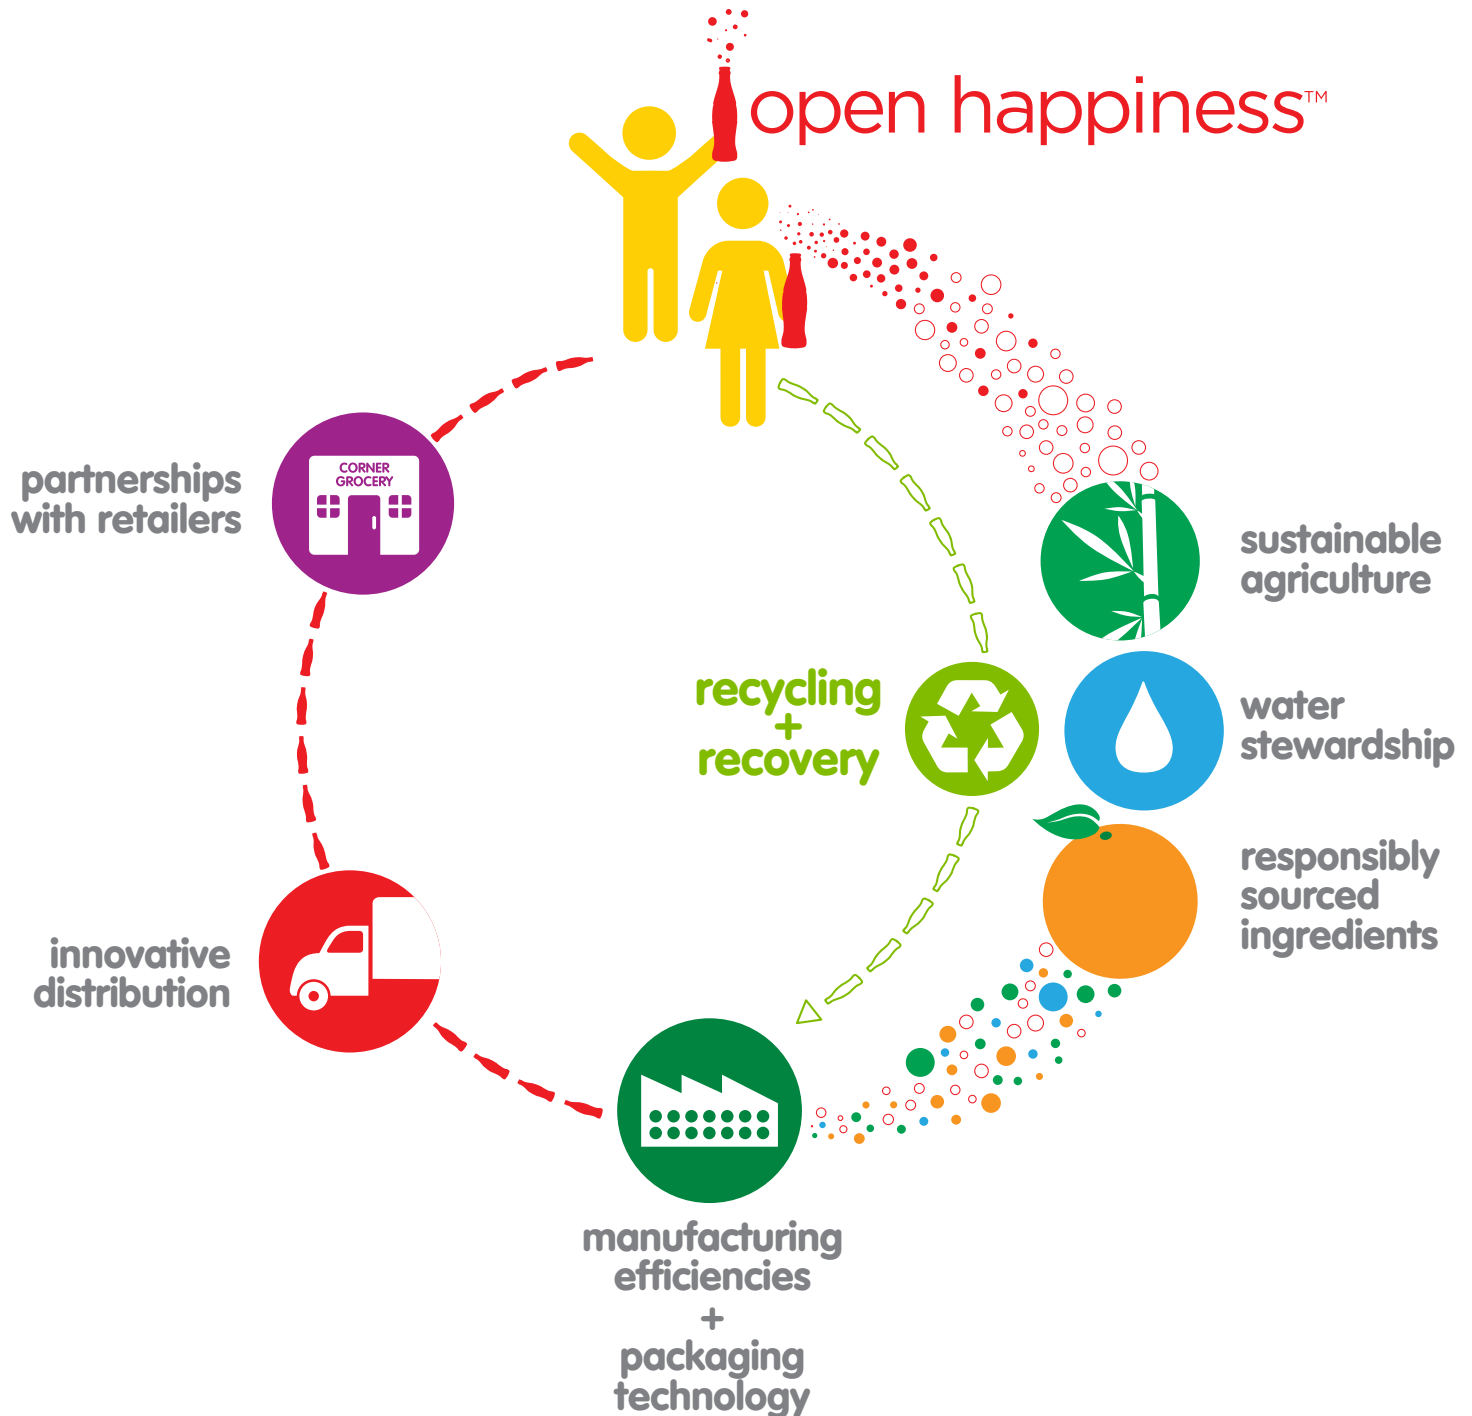 open happiness™
CORNER
GROCERY
partnerships
with retailers
sustainable
agriculture
recycling
+
recovery
water
stewardship
responsibly
sourced
ingredients
innovative
distribution
manufacturing
efficiencies
+
packaging
technology